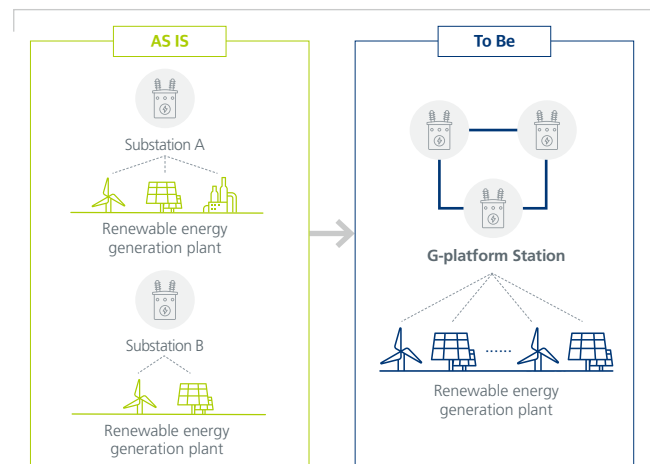 AS IS
Substation A
Renewable energy
generation plant
Substation B
Renewable energy
generation plant
To Be
G-platform Station
Renewable energy
generation plant